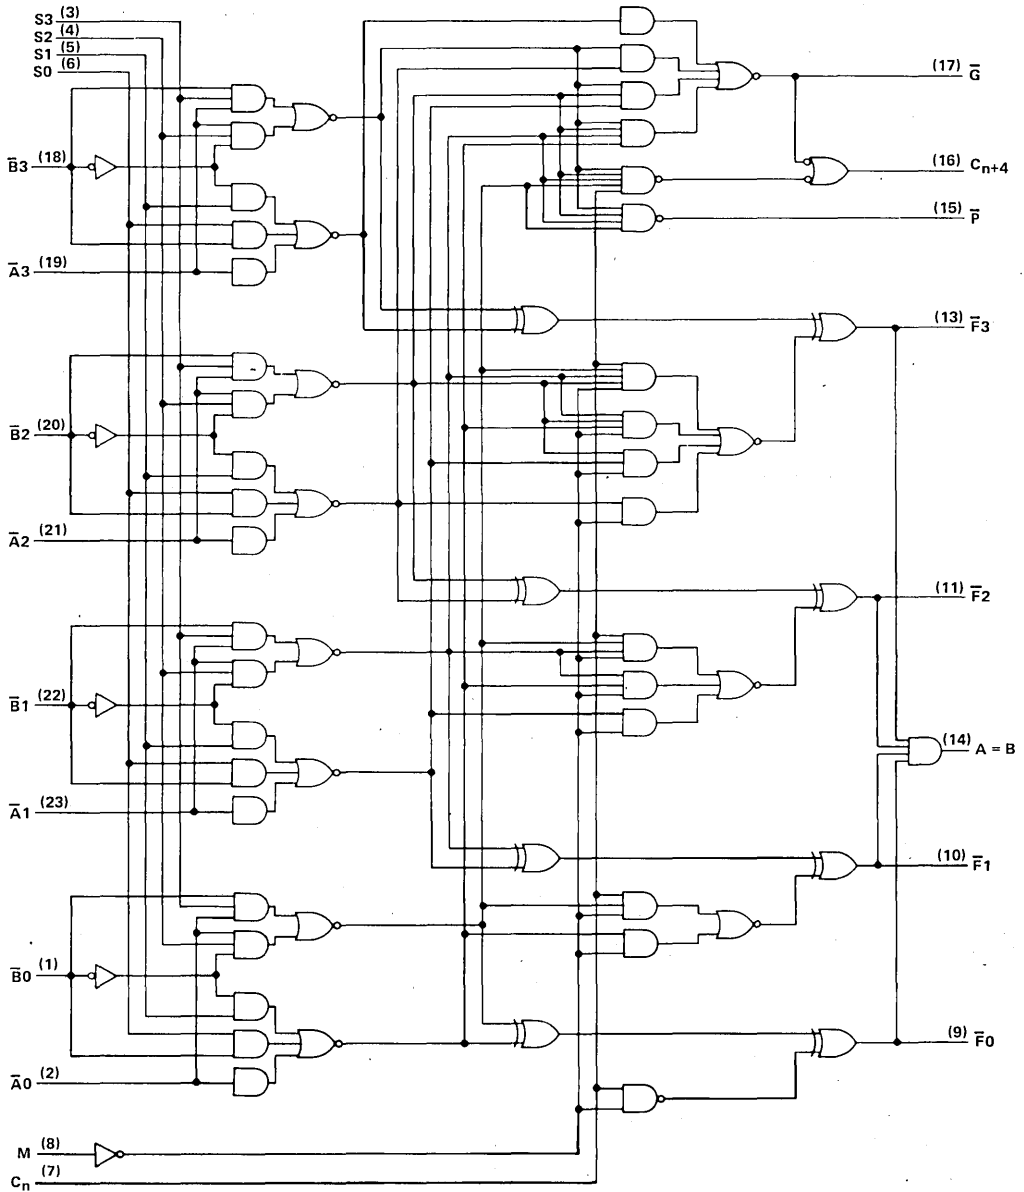 S3 (3)
S2 (4)
S1 (5)
S0 (6)
(17) G̅
B̅3 (18)
(16) Cn+4
(15) P̅
A̅3 (19)
(13) F̅3
B̅2 (20)
A̅2 (21)
(11) F̅2
B̅1 (22)
(14) A = B
A̅1 (23)
(10) F̅1
B̅0 (1)
(9) F̅0
A̅0 (2)
M (8)
Cn (7)